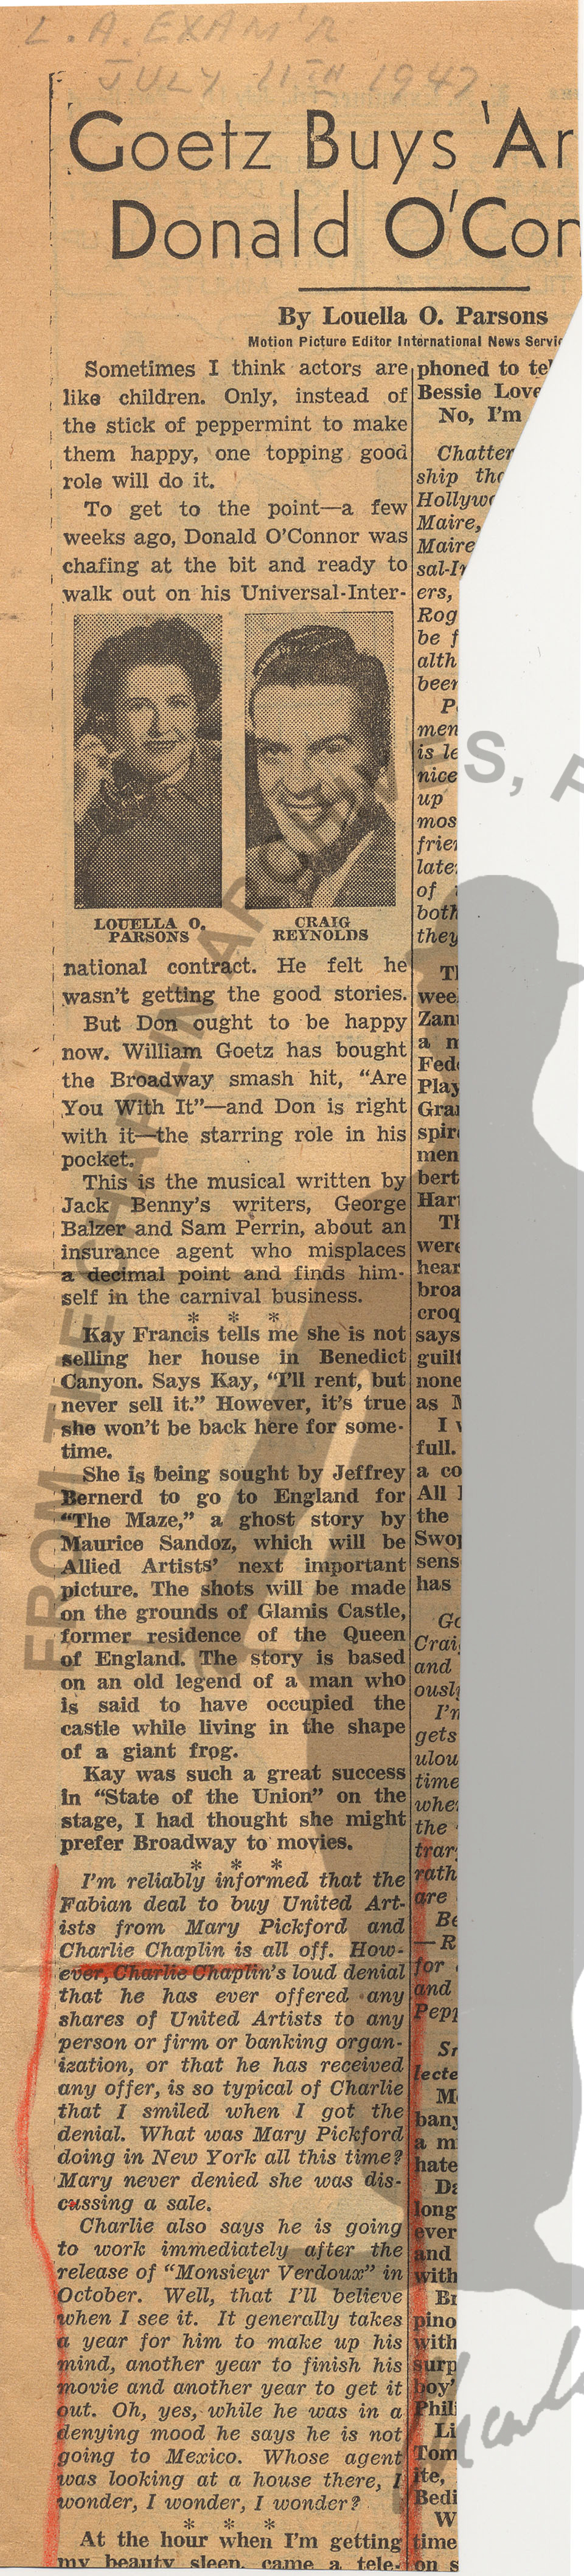 L.A. EXAM'R
JULY 11TH 1947
Goetz Buys 'Ar
Donald O'Con
By Louella O. Parsons
Motion Picture Editor International News Servic
Sometimes I think actors are
like children. Only, instead of
the stick of peppermint to make
them happy, one topping good
role will do it.
To get to the point—a few
weeks ago, Donald O'Connor was
chafing at the bit and ready to
walk out on his Universal-Inter-
LOUELLA O.
PARSONS
CRAIG
REYNOLDS
national contract. He felt he
wasn't getting the good stories.
But Don ought to be happy
now. William Goetz has bought
the Broadway smash hit, "Are
You With It"—and Don is right
with it—the starring role in his
pocket.
This is the musical written by
Jack Benny's writers, George
Balzer and Sam Perrin, about an
insurance agent who misplaces
a decimal point and finds him-
self in the carnival business.
* * *
Kay Francis tells me she is not
selling her house in Benedict
Canyon. Says Kay, "I'll rent, but
never sell it." However, it's true
she won't be back here for some-
time.
She is being sought by Jeffrey
Bernerd to go to England for
"The Maze," a ghost story by
Maurice Sandoz, which will be
Allied Artists' next important
picture. The shots will be made
on the grounds of Glamis Castle,
former residence of the Queen
of England. The story is based
on an old legend of a man who
is said to have occupied the
castle while living in the shape
of a giant frog.
Kay was such a great success
in "State of the Union" on the
stage, I had thought she might
prefer Broadway to movies.
* * *
I'm reliably informed that the
Fabian deal to buy United Art-
ists from Mary Pickford and
Charlie Chaplin is all off. How-
ever, Charlie Chaplin's loud denial
that he has ever offered any
shares of United Artists to any
person or firm or banking organ-
ization, or that he has received
any offer, is so typical of Charlie
that I smiled when I got the
denial. What was Mary Pickford
doing in New York all this time?
Mary never denied she was dis-
cussing a sale.
Charlie also says he is going
to work immediately after the
release of "Monsieur Verdoux" in
October. Well, that I'll believe
when I see it. It generally takes
a year for him to make up his
mind, another year to finish his
movie and another year to get it
out. Oh, yes, while he was in a
denying mood he says he is not
going to Mexico. Whose agent
was looking at a house there, I
wonder, I wonder, I wonder?
* * *
At the hour when I'm getting
my beauty sleep, came a tele-
phoned to tel
Bessie Love
No, I'm
Chatter
ship tha
Hollywo
Maire,
Maire
sal-In
ers,
Rog
be f
alth
been
P
men
is le
nice
up
mos
frien
late
of
both
they
Th
wee
Zan
a m
Fede
Play
Gra
spir
men
bert
Har
Th
were
hear
broa
croq
says
guilt
none
as M
I v
full.
a co
All
the
Swop
sens
has
Go
Craig
and
ously
I'm
gets
ulou
time
when
the
trar
rath
are
Be
—R
for
and
Pepp
Sn
lecte
M
bany
a m
hate
Da
long
ever
and
with
Br
pino
with
surp
boy'
Phil
Li
Tom
ite,
Bedi
W
time
on s
FROM THE CHAPLIN ARCHIVES, P